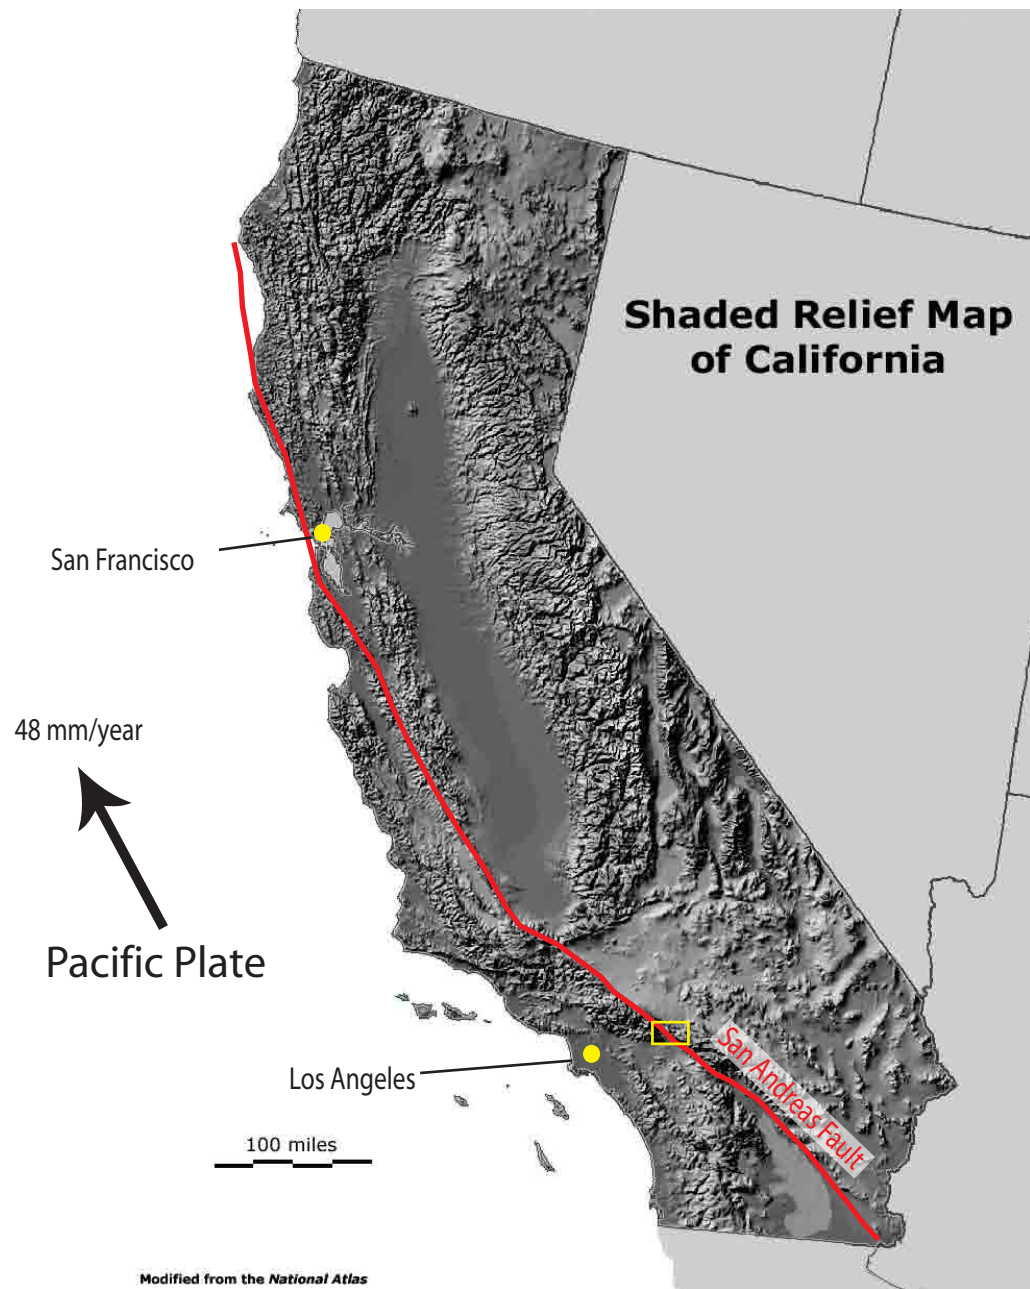 Shaded Relief Map
of California
San Francisco
48 mm/year
Pacific Plate
San Andreas Fault
Los Angeles
100 miles
Modified from the National Atlas